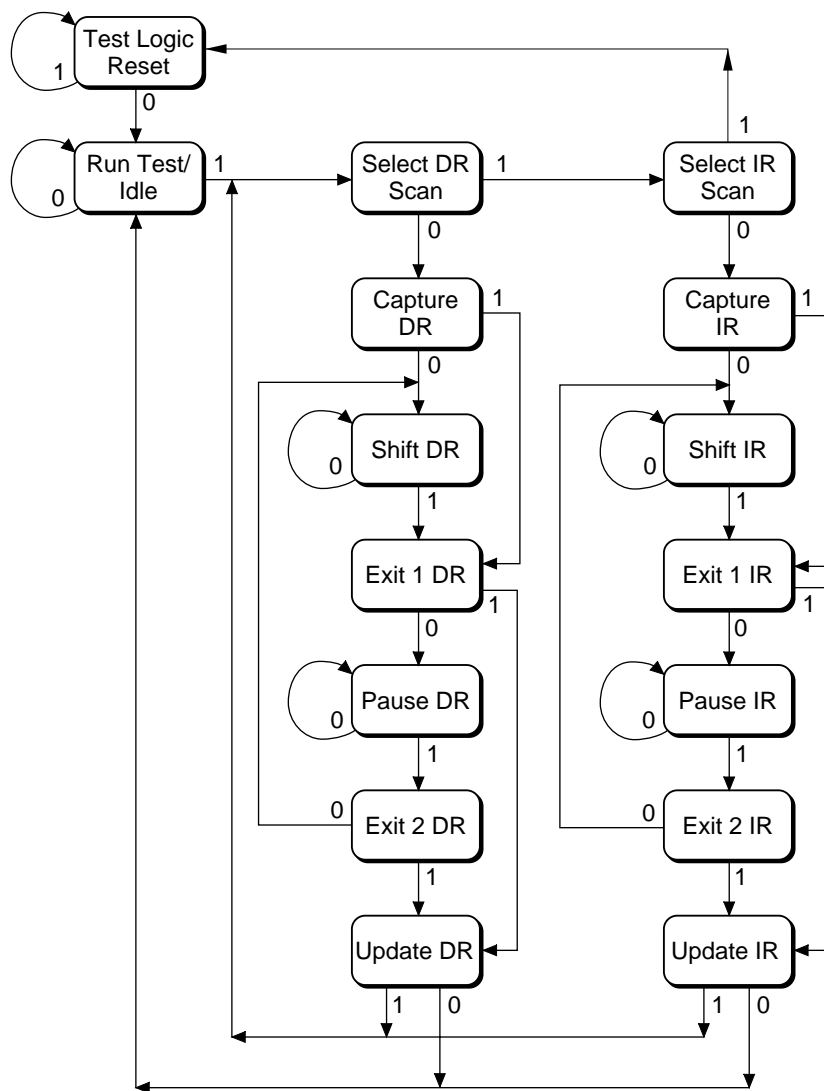 Test Logic
Reset
1
0
Run Test/
Idle
0
1
Select DR
Scan
1
0
Select IR
Scan
1
0
Capture
DR
1
0
Capture
IR
1
0
Shift DR
0
1
Shift IR
0
1
Exit 1 DR
1
0
Exit 1 IR
1
0
Pause DR
0
1
Pause IR
0
1
Exit 2 DR
0
1
Exit 2 IR
0
1
Update DR
1
0
Update IR
1
0